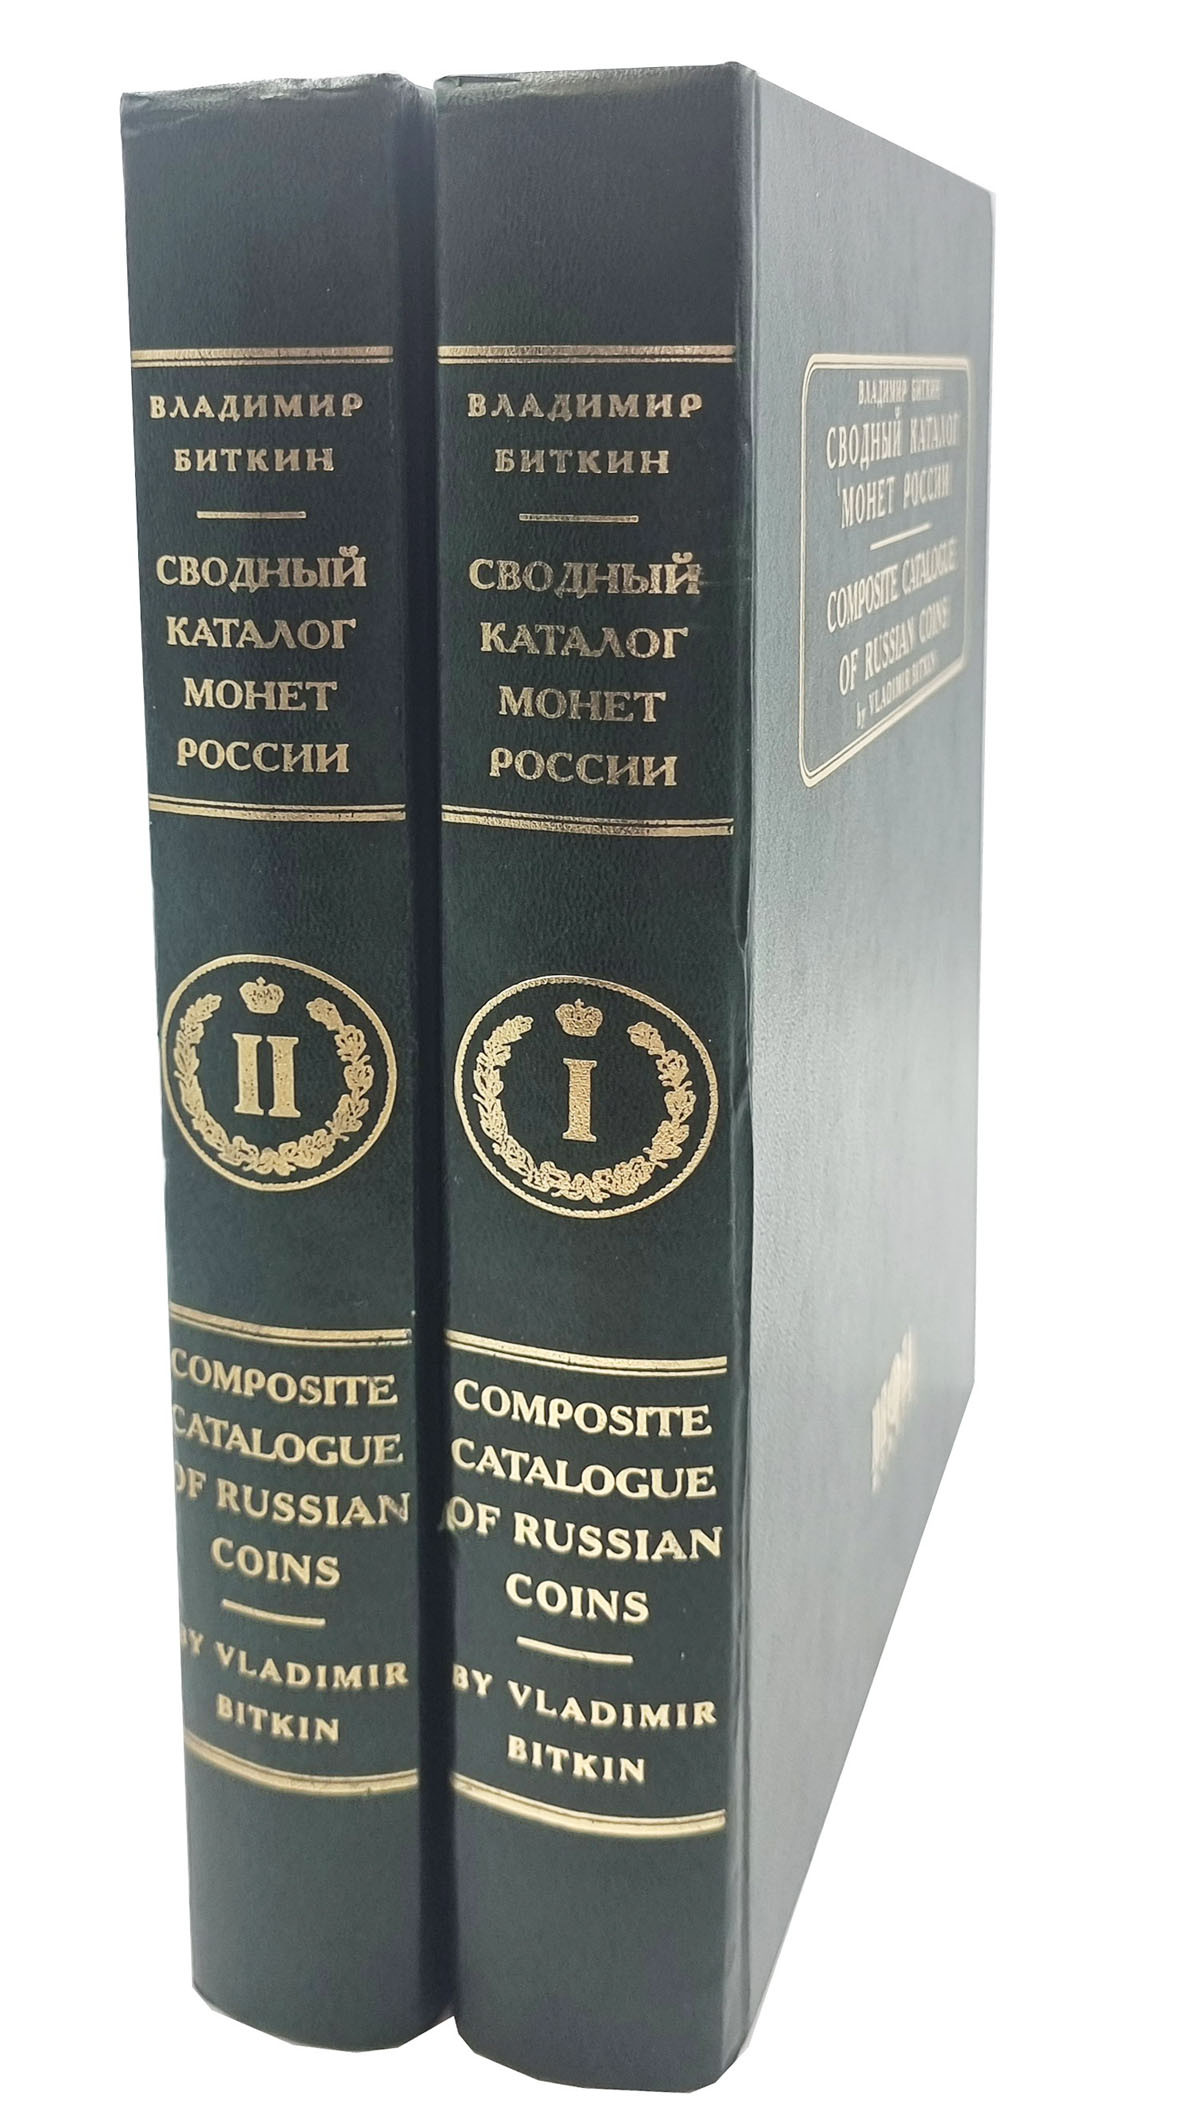 ВЛАДИМИР
БИТКИН
СВОДНЫЙ
КАТАЛОГ
МОНЕТ
РОССИИ
II
COMPOSITE
CATALOGUE
OF RUSSIAN
COINS
BY VLADIMIR
BITKIN
ВЛАДИМИР
БИТКИН
СВОДНЫЙ
КАТАЛОГ
МОНЕТ
РОССИИ
I
COMPOSITE
CATALOGUE
OF RUSSIAN
COINS
BY VLADIMIR
BITKIN
ВЛАДИМИР БИТКИН
СВОДНЫЙ КАТАЛОГ
МОНЕТ РОССИИ
COMPOSITE CATALOGUE
OF RUSSIAN COINS
by VLADIMIR BITKIN